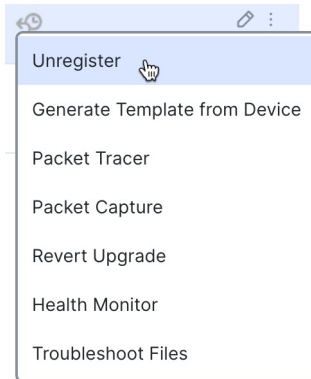 Unregister
Generate Template from Device
Packet Tracer
Packet Capture
Revert Upgrade
Health Monitor
Troubleshoot Files